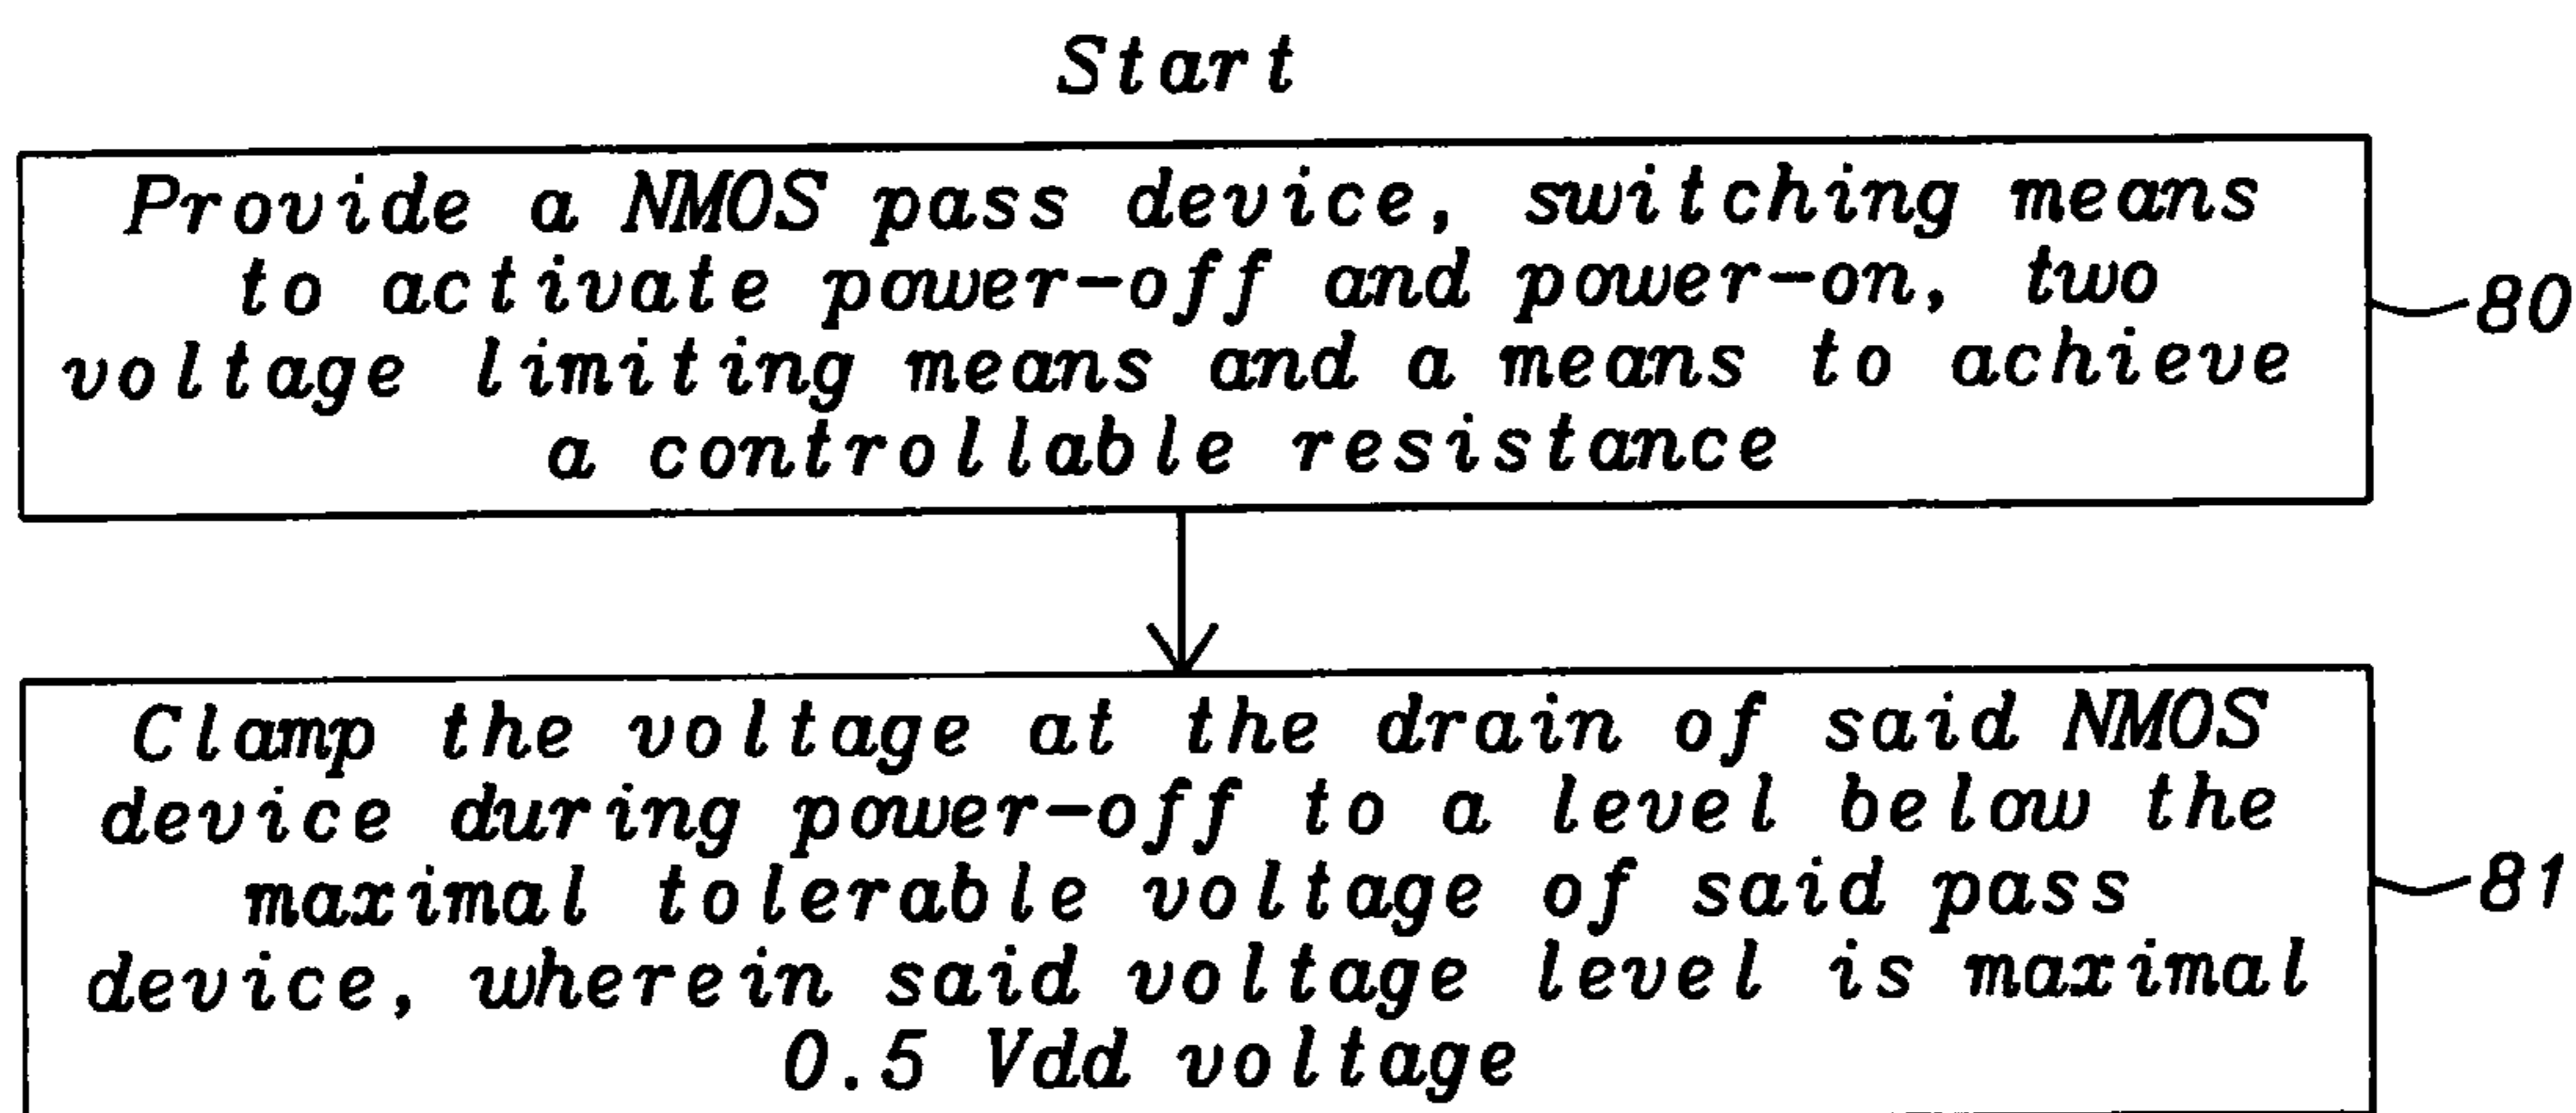 Start
Provide a NMOS pass device, switching means
to activate power-off and power-on, two
voltage limiting means and a means to achieve
a controllable resistance
80
Clamp the voltage at the drain of said NMOS
device during power-off to a level below the
maximal tolerable voltage of said pass
device, wherein said voltage level is maximal
0.5 Vdd voltage
81